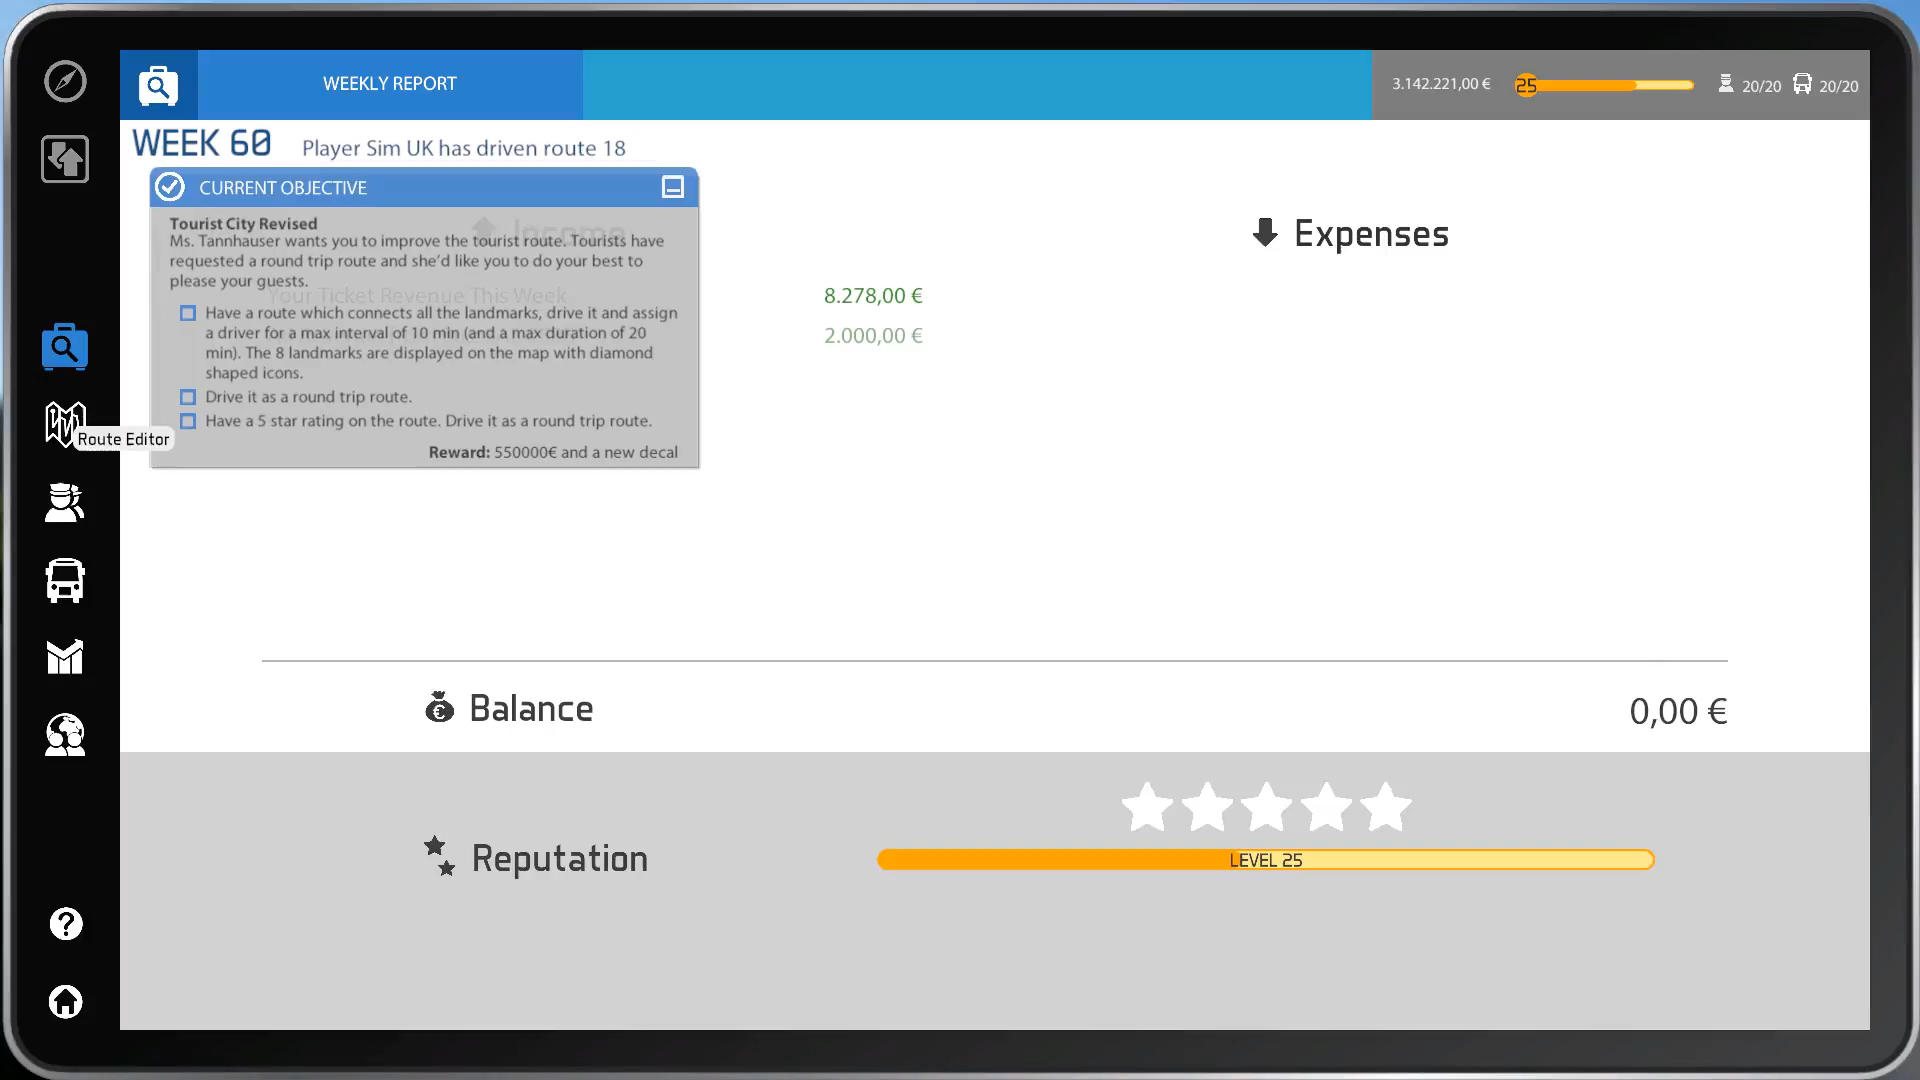 WEEKLY REPORT
3.142.221,00 €
25
20/20
20/20
WEEK 60
Player Sim UK has driven route 18
CURRENT OBJECTIVE
Tourist City Revised
Ms. Tannhauser wants you to improve the tourist route. Tourists have
requested a round trip route and she'd like you to do your best to
please your guests.
Have a route which connects all the landmarks, drive it and assign
a driver for a max interval of 10 min (and a max duration of 20
min). The 8 landmarks are displayed on the map with diamond
shaped icons.
Drive it as a round trip route.
Have a 5 star rating on the route. Drive it as a round trip route.
Reward: 550000€ and a new decal
Income
Your Ticket Revenue This Week
8.278,00 €
2.000,00 €
Expenses
Route Editor
Balance
0,00 €
Reputation
LEVEL 25